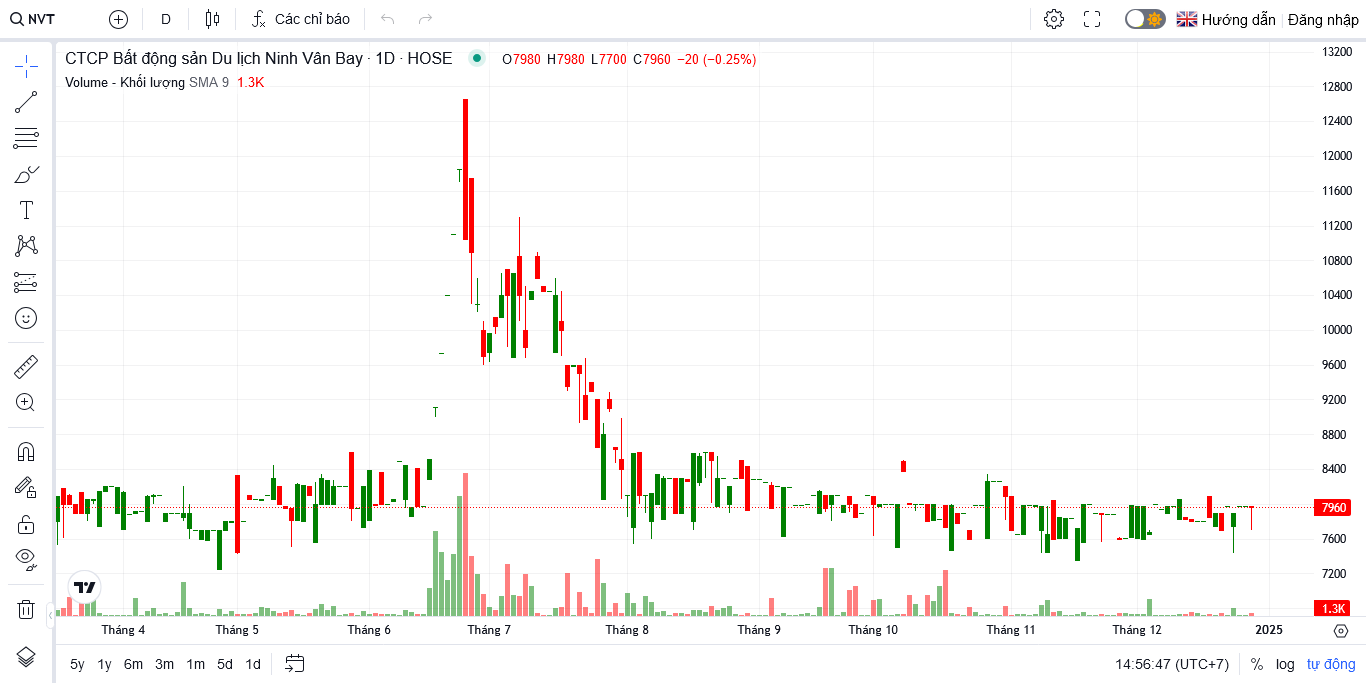 NVT D Các chỉ báo Hướng dẫn Đăng nhập
CTCP Bất động sản Du lịch Ninh Vân Bay · 1D · HOSE O7980 H7980 L7700 C7960 −20 (−0.25%)
Volume - Khối lượng SMA 9 1.3K
13200
12800
12400
12000
11600
11200
10800
10400
10000
9600
9200
8800
8400
7960
7600
7200
1.3K
Tháng 4 Tháng 5 Tháng 6 Tháng 7 Tháng 8 Tháng 9 Tháng 10 Tháng 11 Tháng 12 2025
5y 1y 6m 3m 1m 5d 1d 14:56:47 (UTC+7) % log tự động